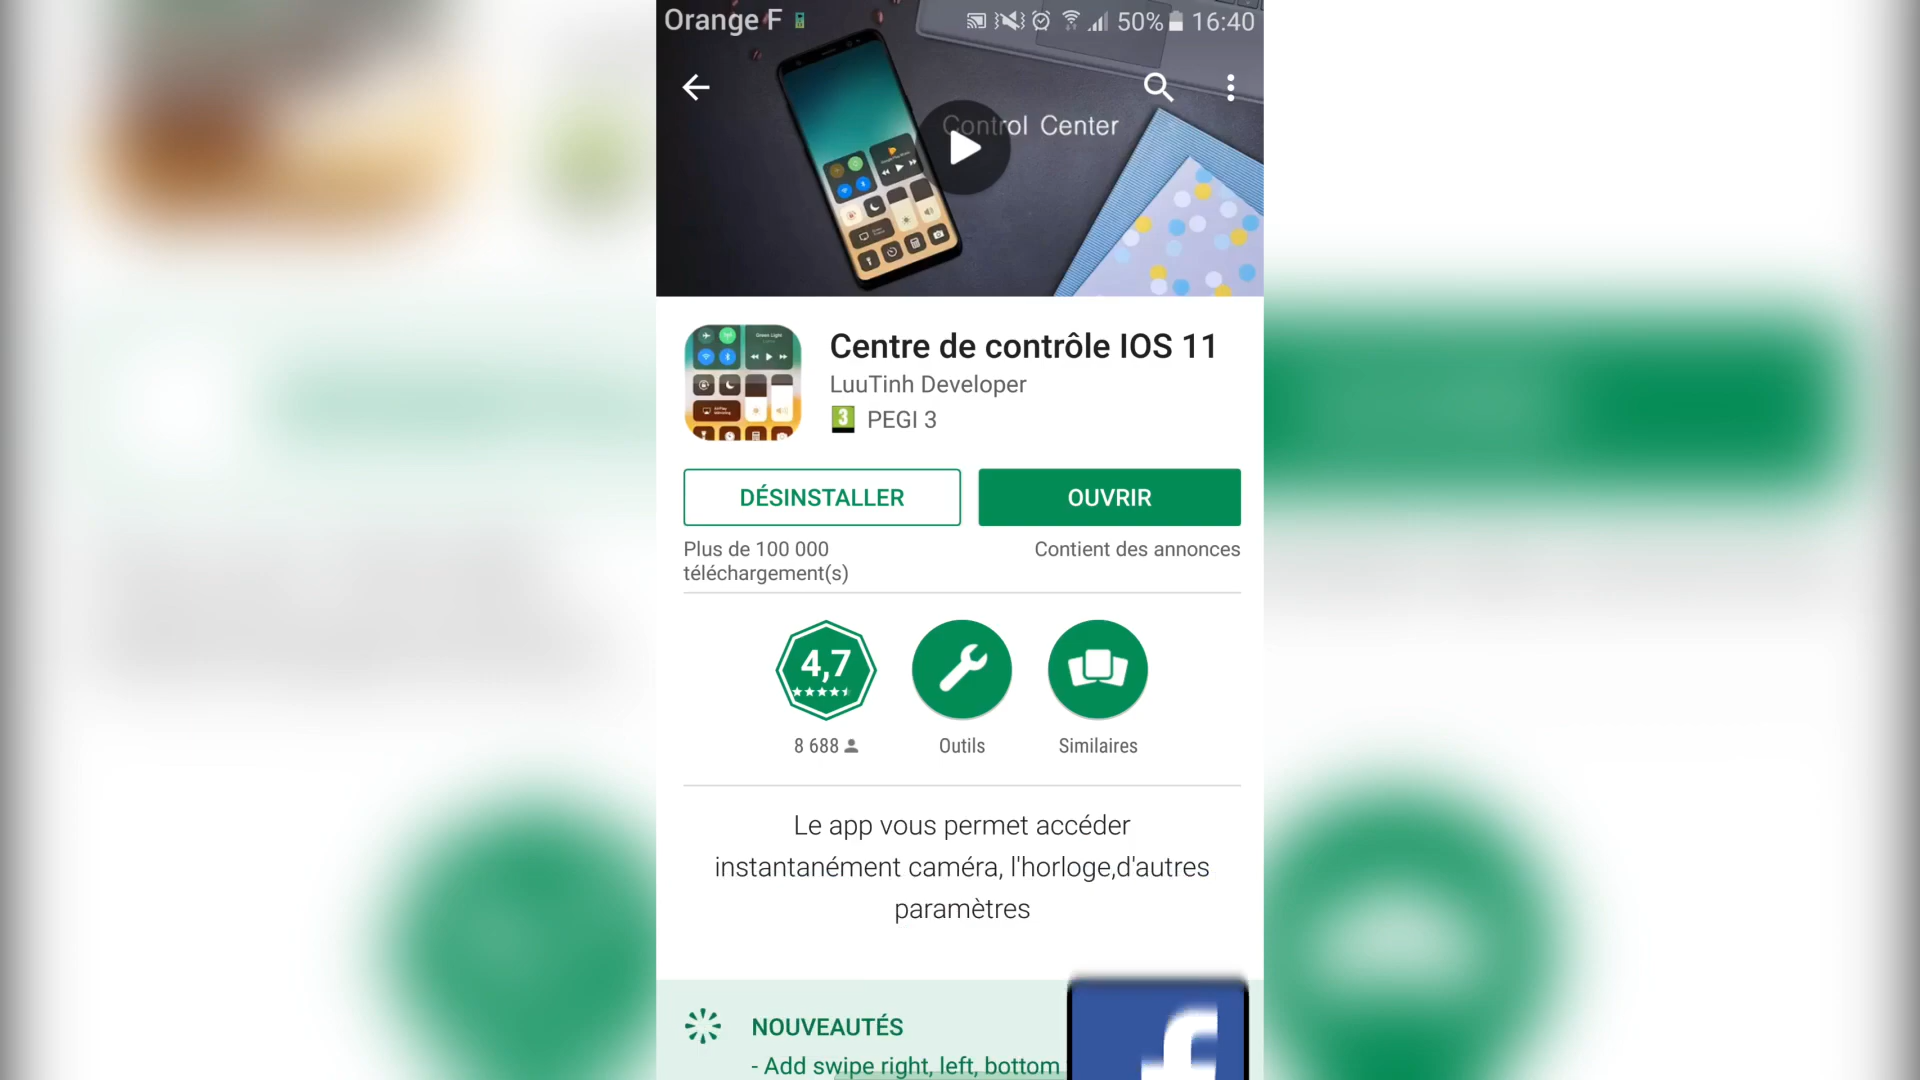 Orange F
50% 16:40
Control Center
Centre de contrôle IOS 11
LuuTinh Developer
3 PEGI 3
DÉSINSTALLER
OUVRIR
Plus de 100 000
téléchargement(s)
Contient des annonces
4,7
8 688
Outils
Similaires
Le app vous permet accéder
instantanément caméra, l'horloge,d'autres
paramètres
NOUVEAUTÉS
- Add swipe right, left, bottom
f